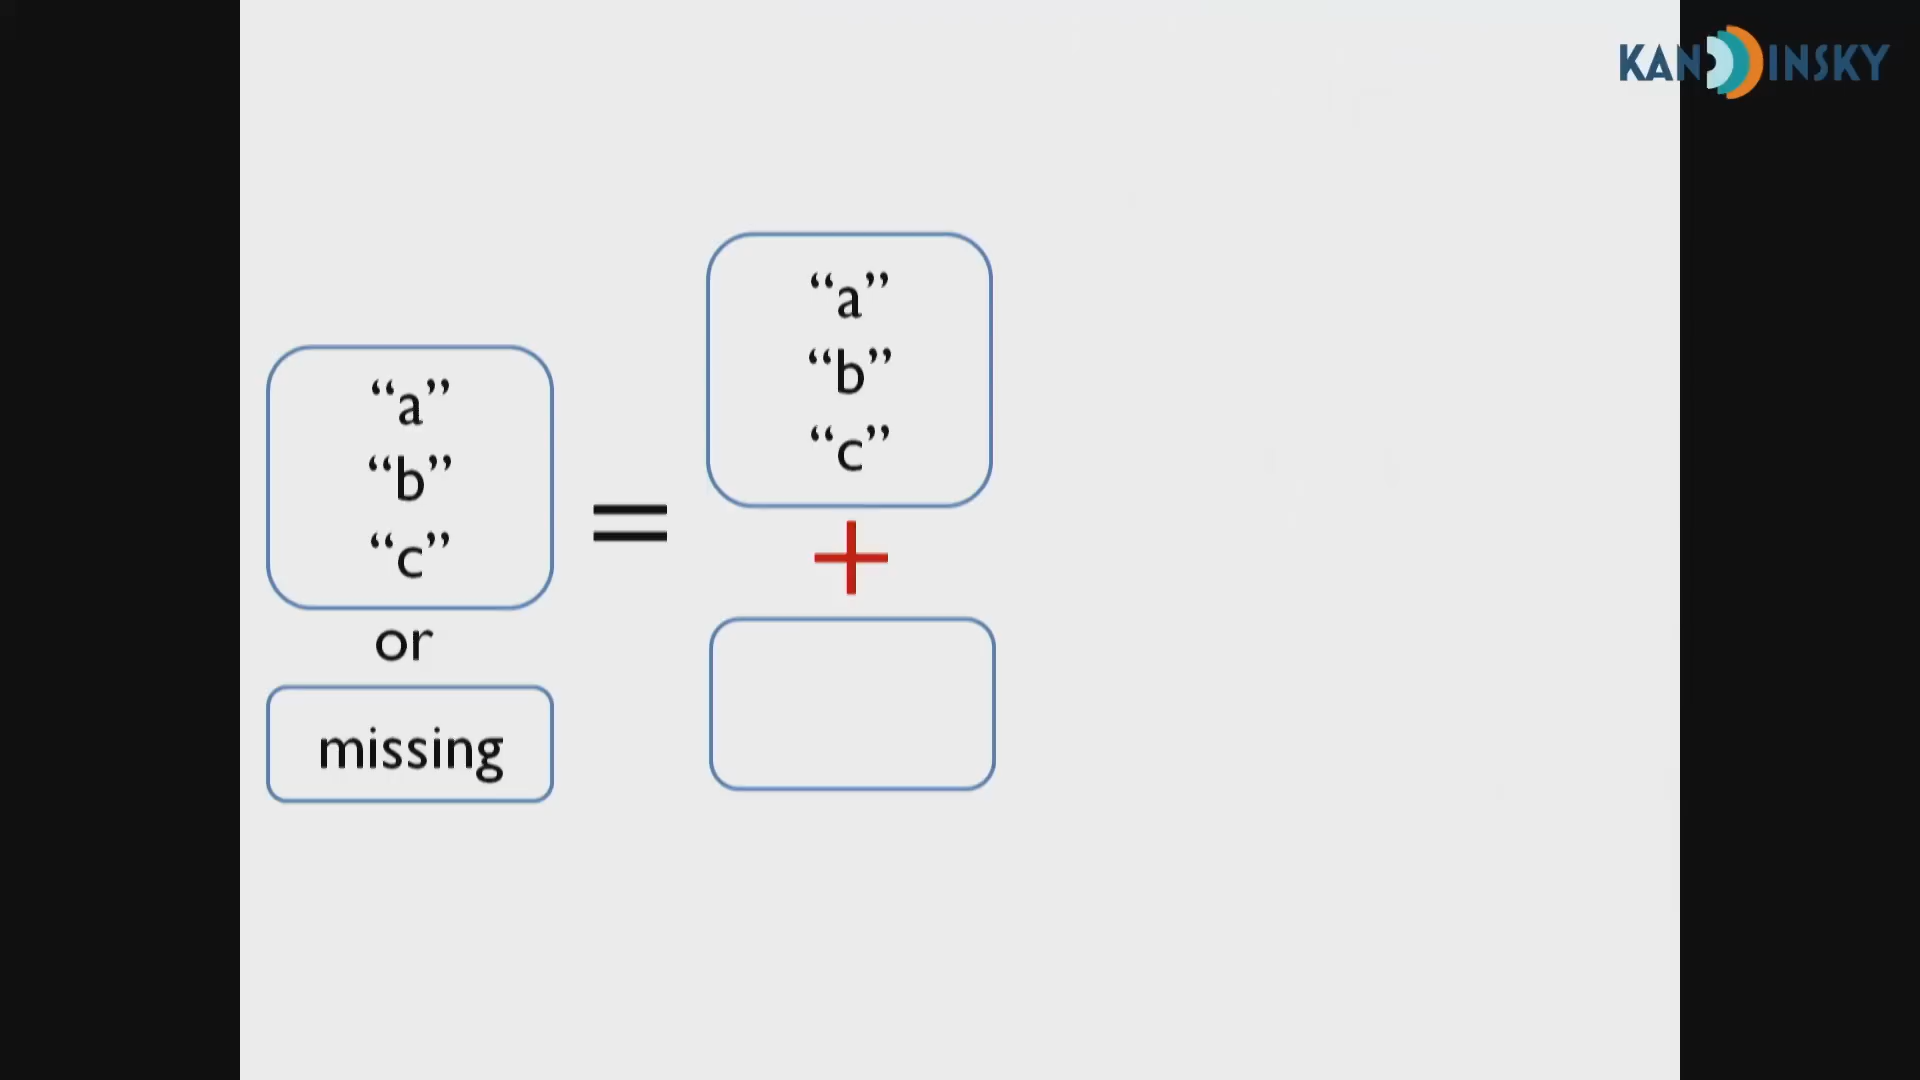 KANDINSKY
“a”
“b”
“c”
or
missing
=
“a”
“b”
“c”
+